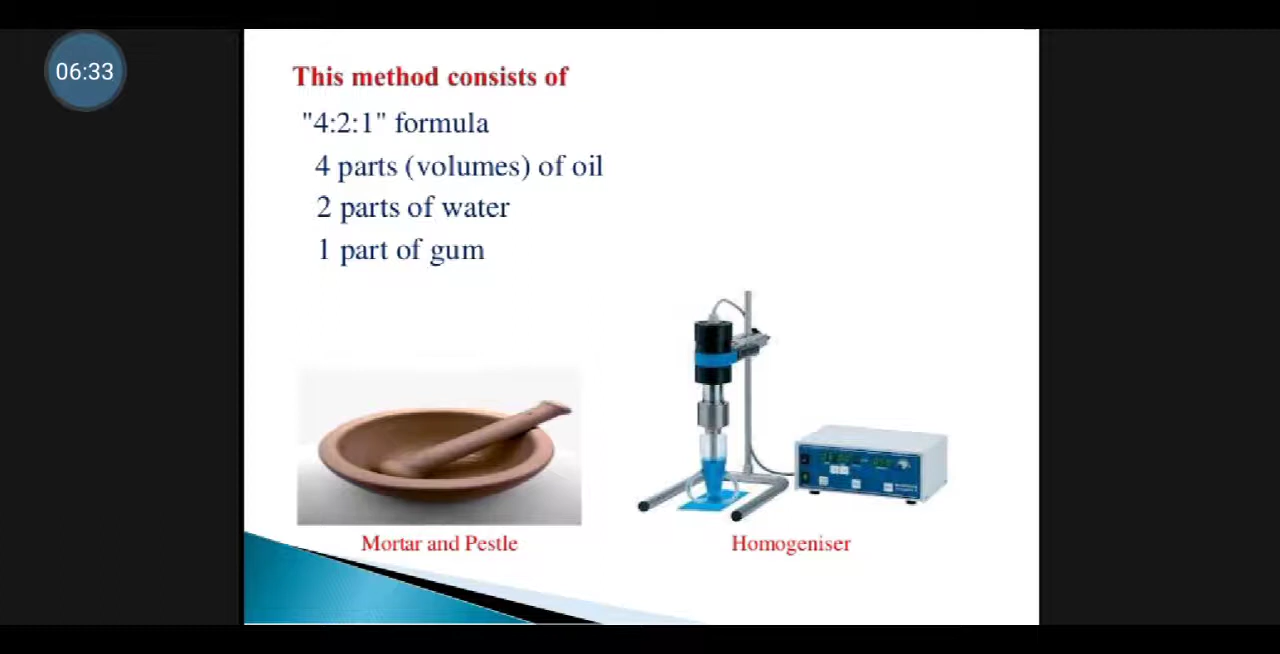 06:33
This method consists of
"4:2:1" formula
4 parts (volumes) of oil
2 parts of water
1 part of gum
Mortar and Pestle
Homogeniser